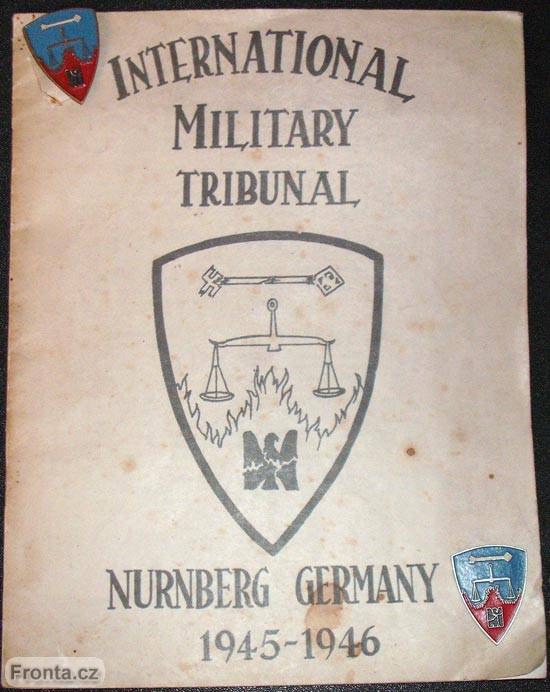 INTERNATIONAL
MILITARY
TRIBUNAL
NURNBERG GERMANY
1945-1946
Fronta.cz